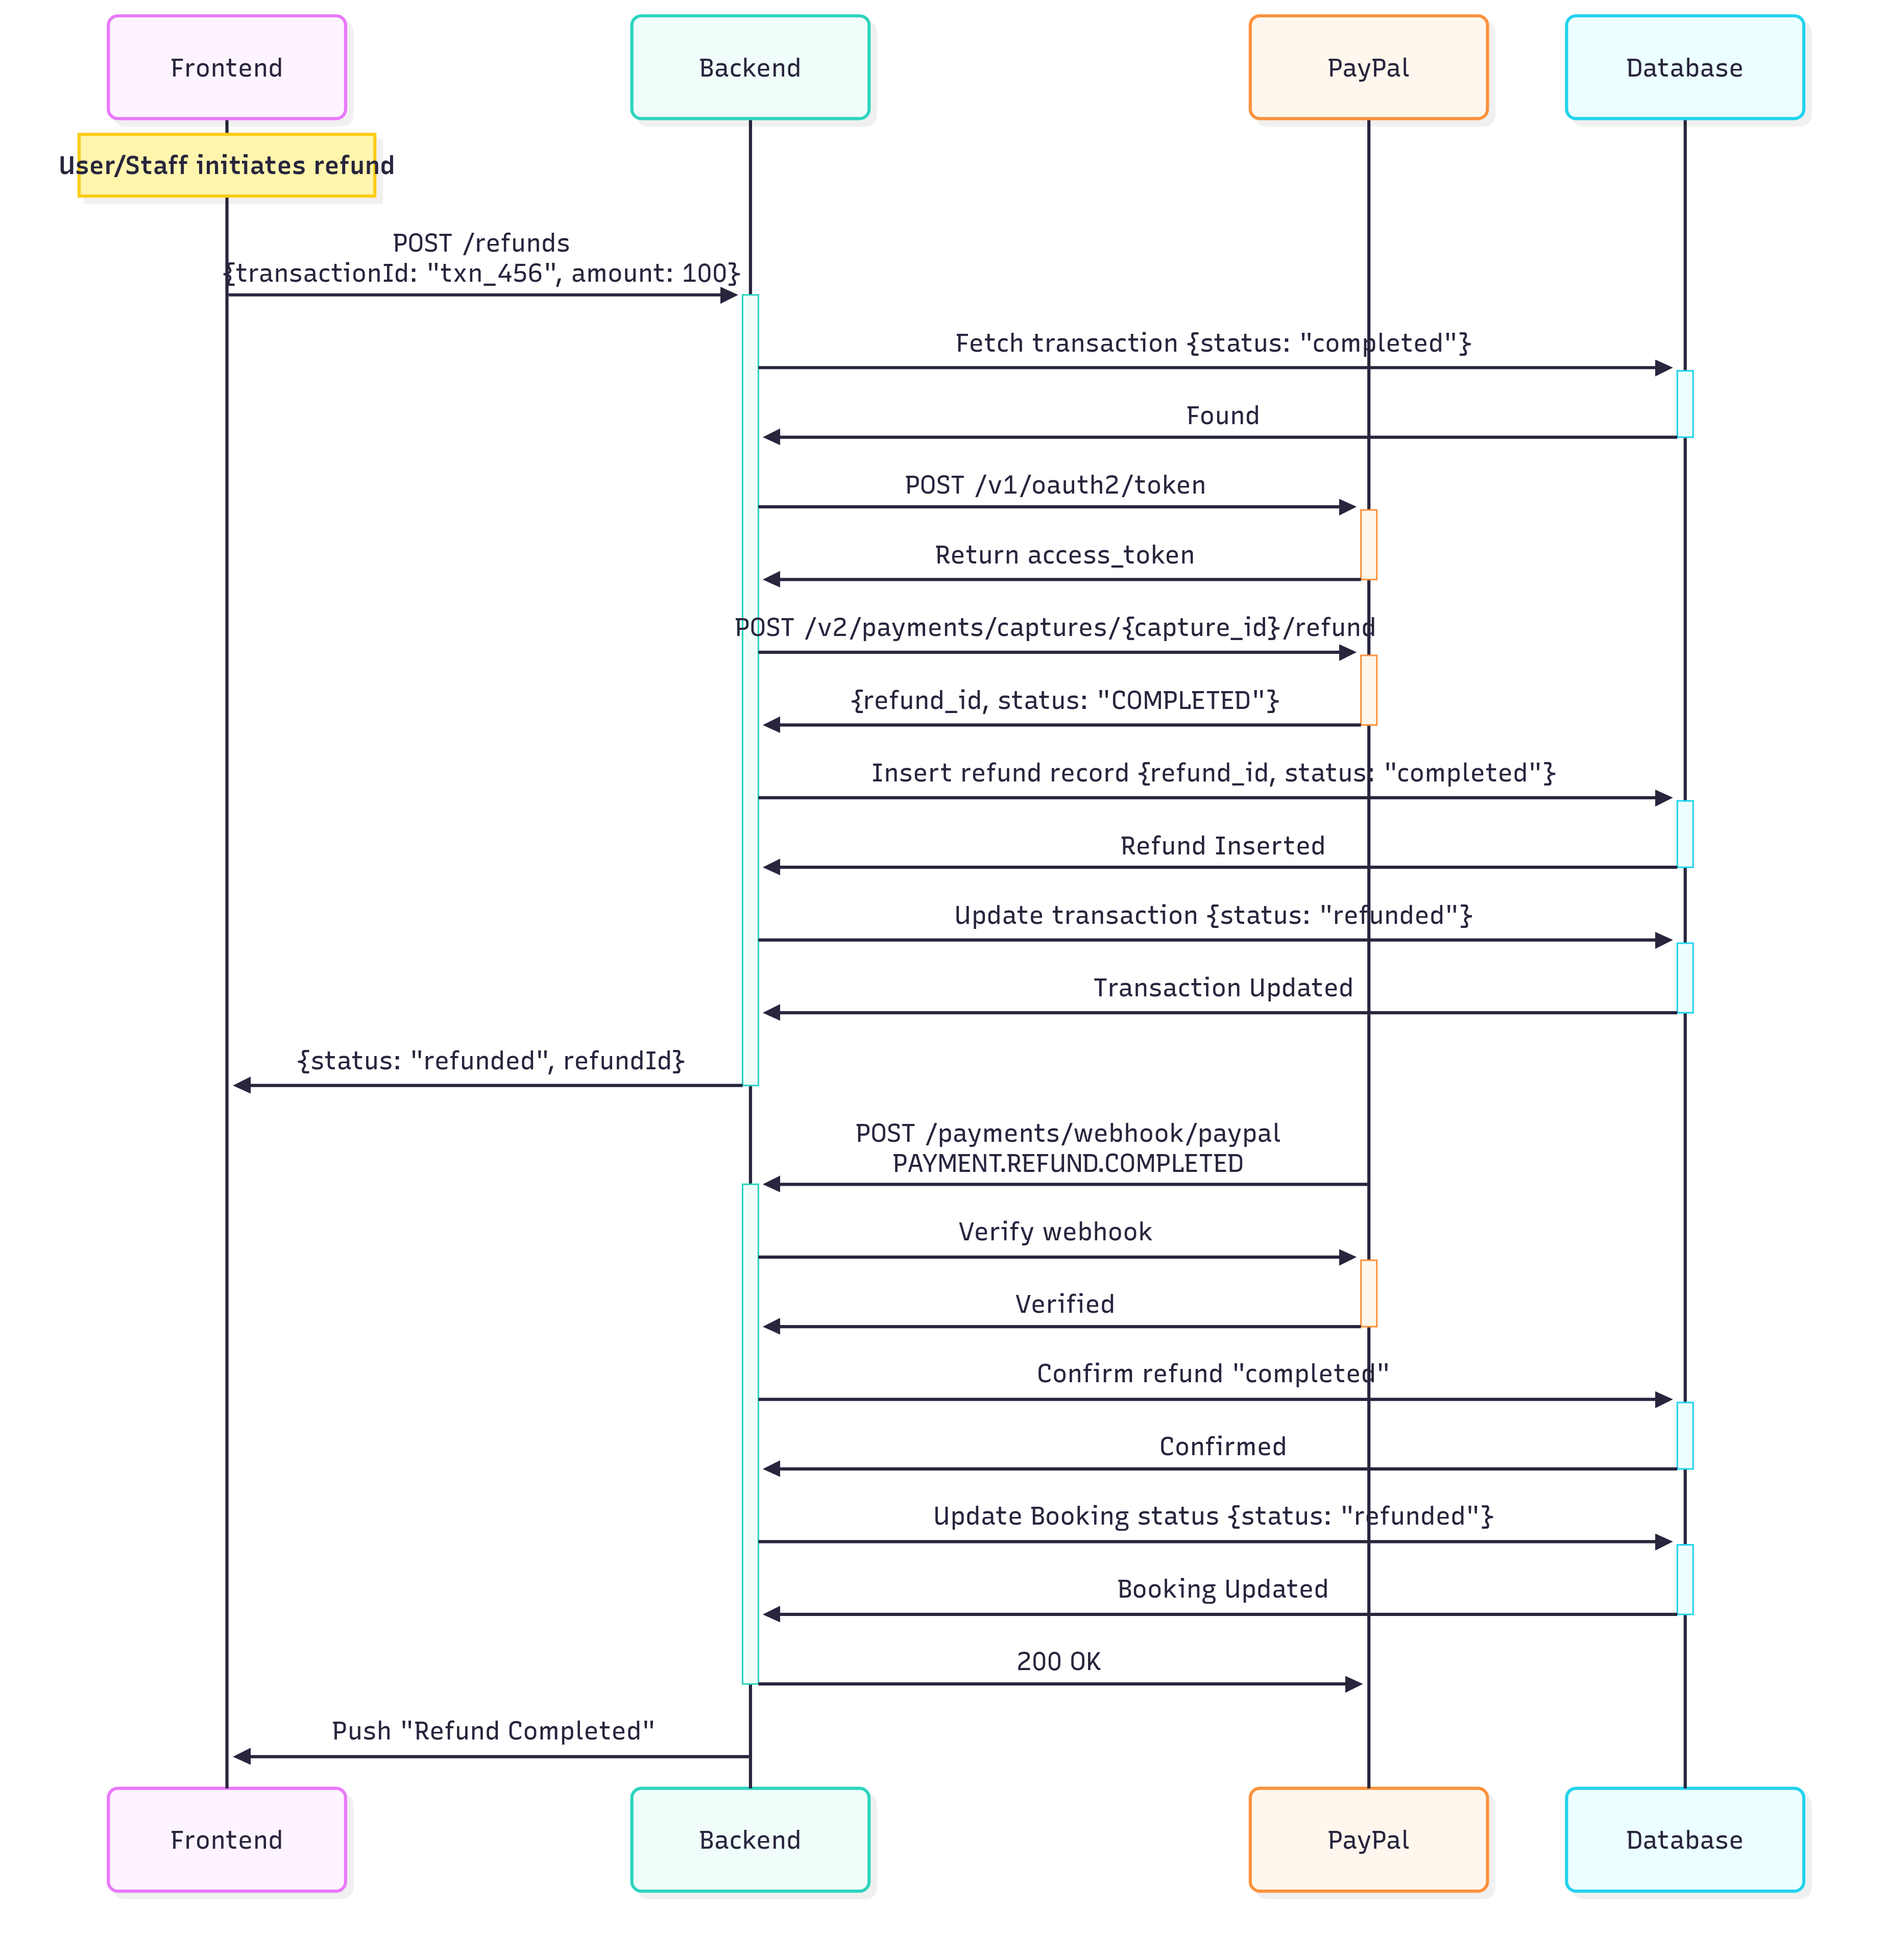 Frontend
Backend
PayPal
Database
User/Staff initiates refund
POST /refunds
{transactionId: "txn_456", amount: 100}
Fetch transaction {status: "completed"}
Found
POST /v1/oauth2/token
Return access_token
POST /v2/payments/captures/{capture_id}/refund
{refund_id, status: "COMPLETED"}
Insert refund record {refund_id, status: "completed"}
Refund Inserted
Update transaction {status: "refunded"}
Transaction Updated
{status: "refunded", refundId}
POST /payments/webhook/paypal
PAYMENT.REFUND.COMPLETED
Verify webhook
Verified
Confirm refund "completed"
Confirmed
Update Booking status {status: "refunded"}
Booking Updated
200 OK
Push "Refund Completed"
Frontend
Backend
PayPal
Database